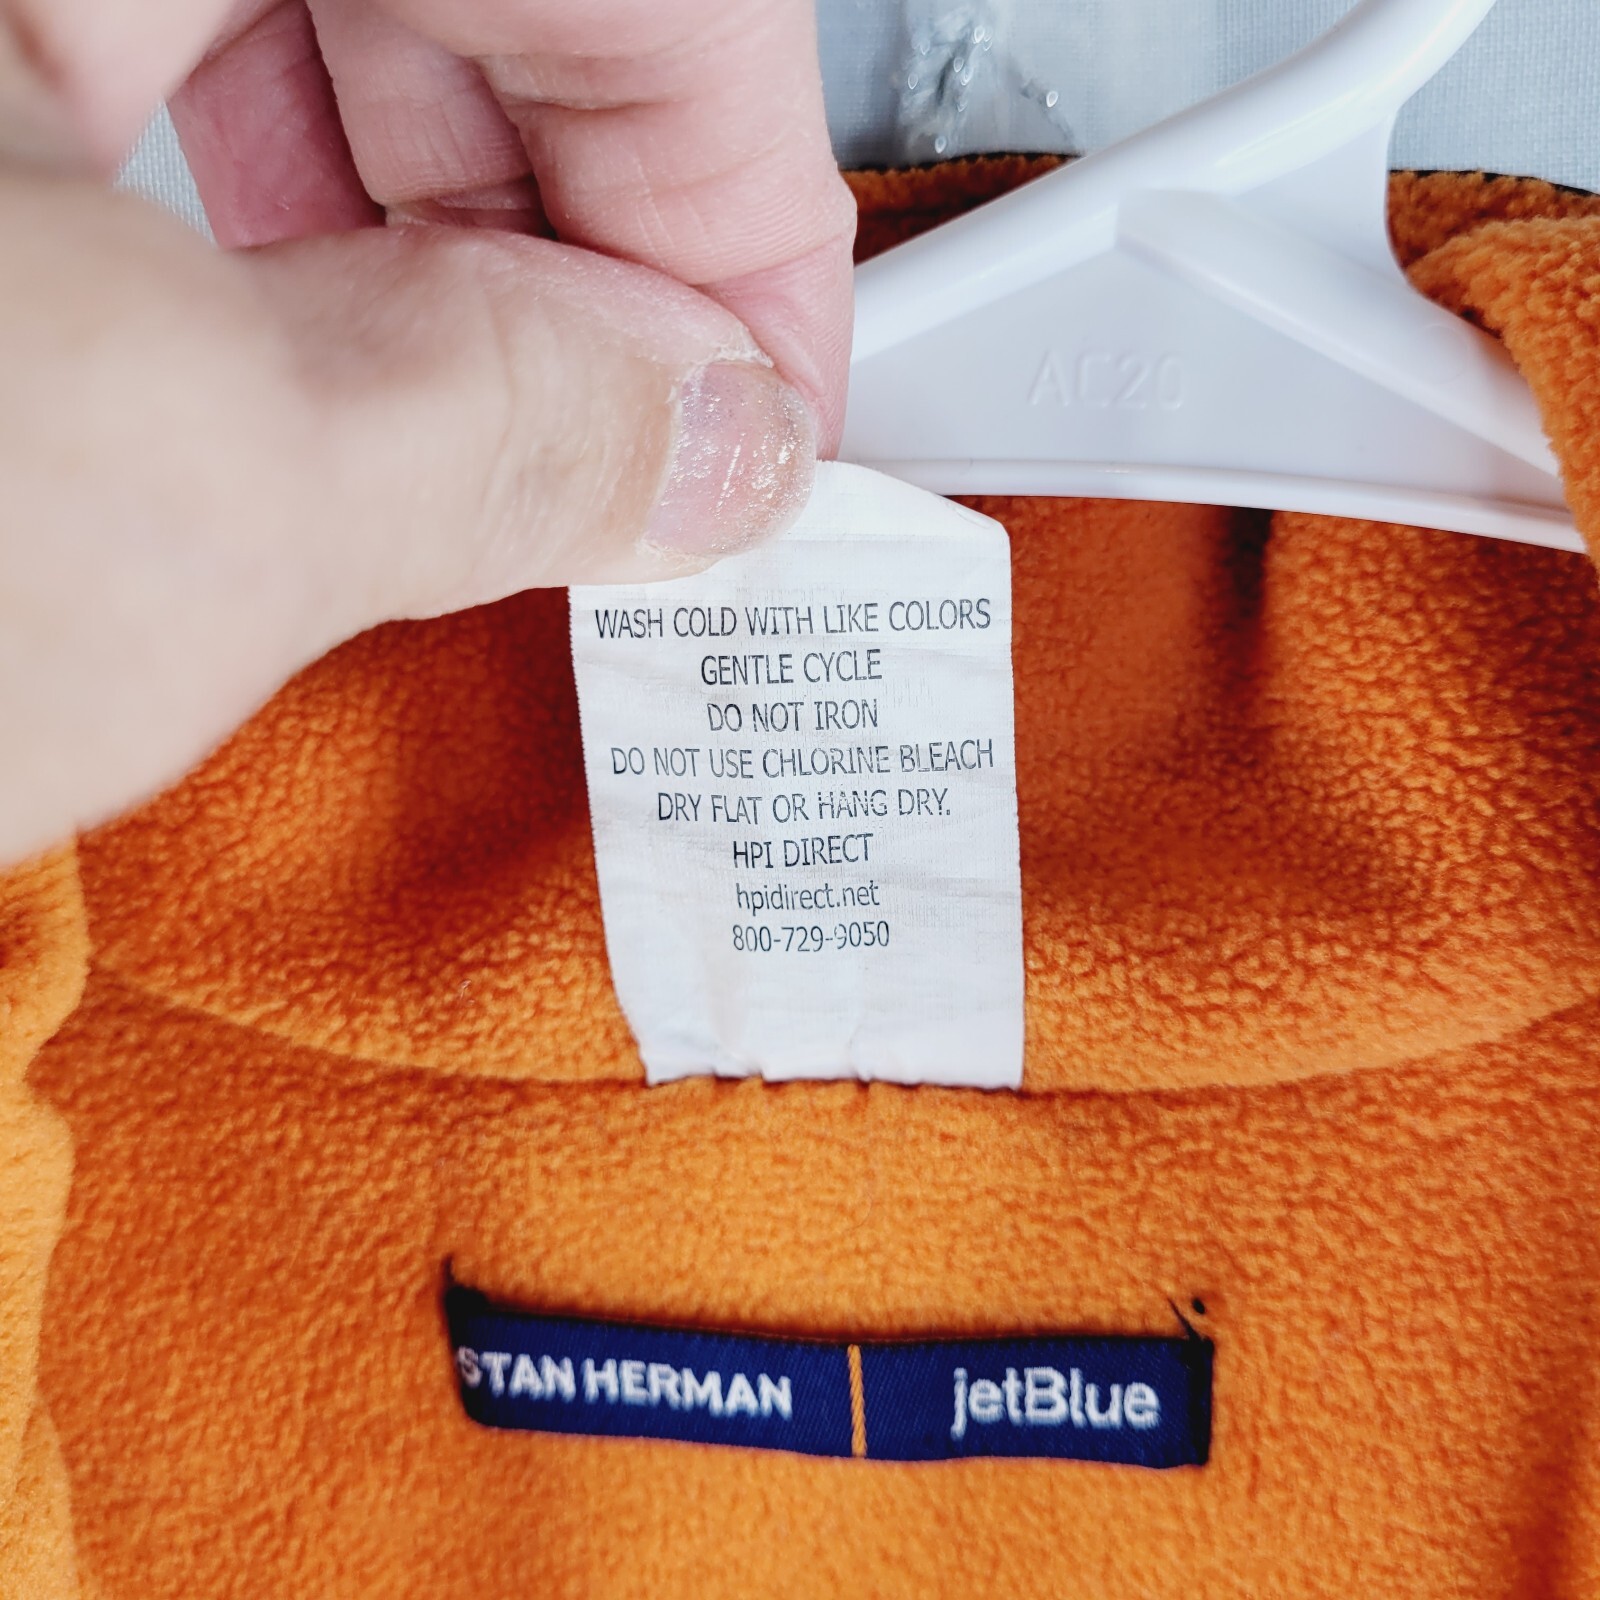 AC20
WASH COLD WITH LIKE COLORS
GENTLE CYCLE
DO NOT IRON
DO NOT USE CHLORINE BLEACH
DRY FLAT OR HANG DRY.
HPI DIRECT
hpidirect.net
800-729-9050
STAN HERMAN jetBlue